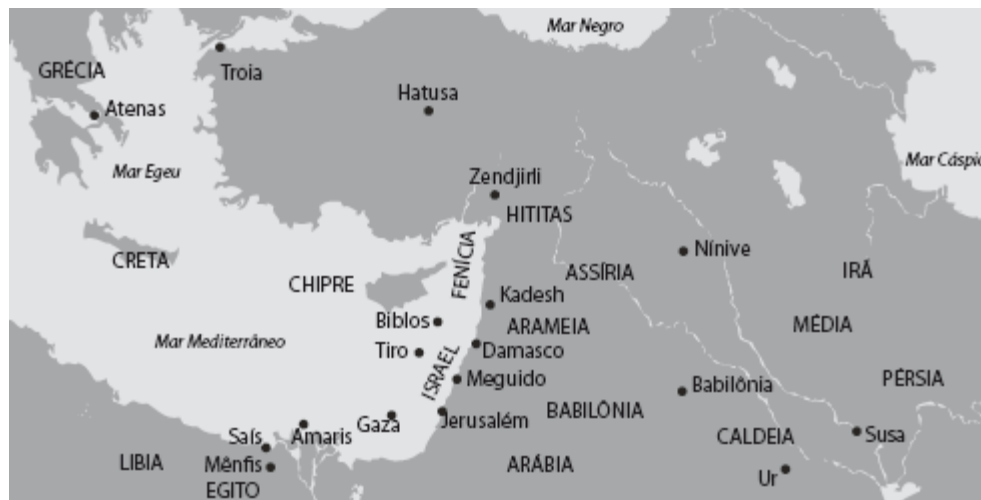 Mar Negro
GRÉCIA
Troia
Hatusa
Atenas
Mar Egeu
Mar Cáspio
Zendjirli
HITITAS
CRETA
FENÍCIA
Nínive
ASSÍRIA
IRÃ
CHIPRE
Kadesh
Biblos
ARAMEIA
MÉDIA
Mar Mediterrâneo
Tiro
Damasco
ISRAEL
Meguido
Babilônia
PÉRSIA
Gaza
Jerusalém
BABILÔNIA
Saís
Amaris
CALDEIA
Susa
LIBIA
Mênfis
ARÁBIA
Ur
EGITO